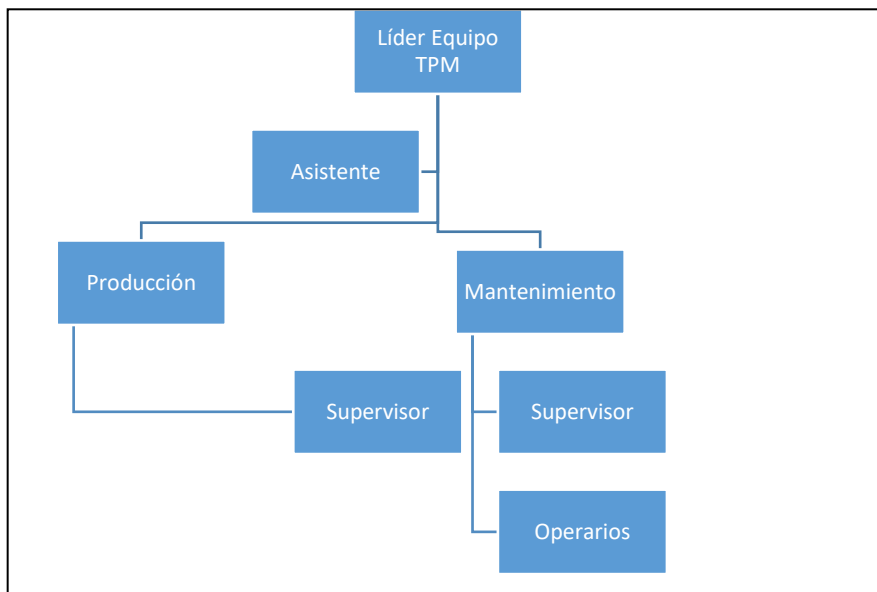 Líder Equipo
TPM
Asistente
Producción
Mantenimiento
Supervisor
Supervisor
Operarios